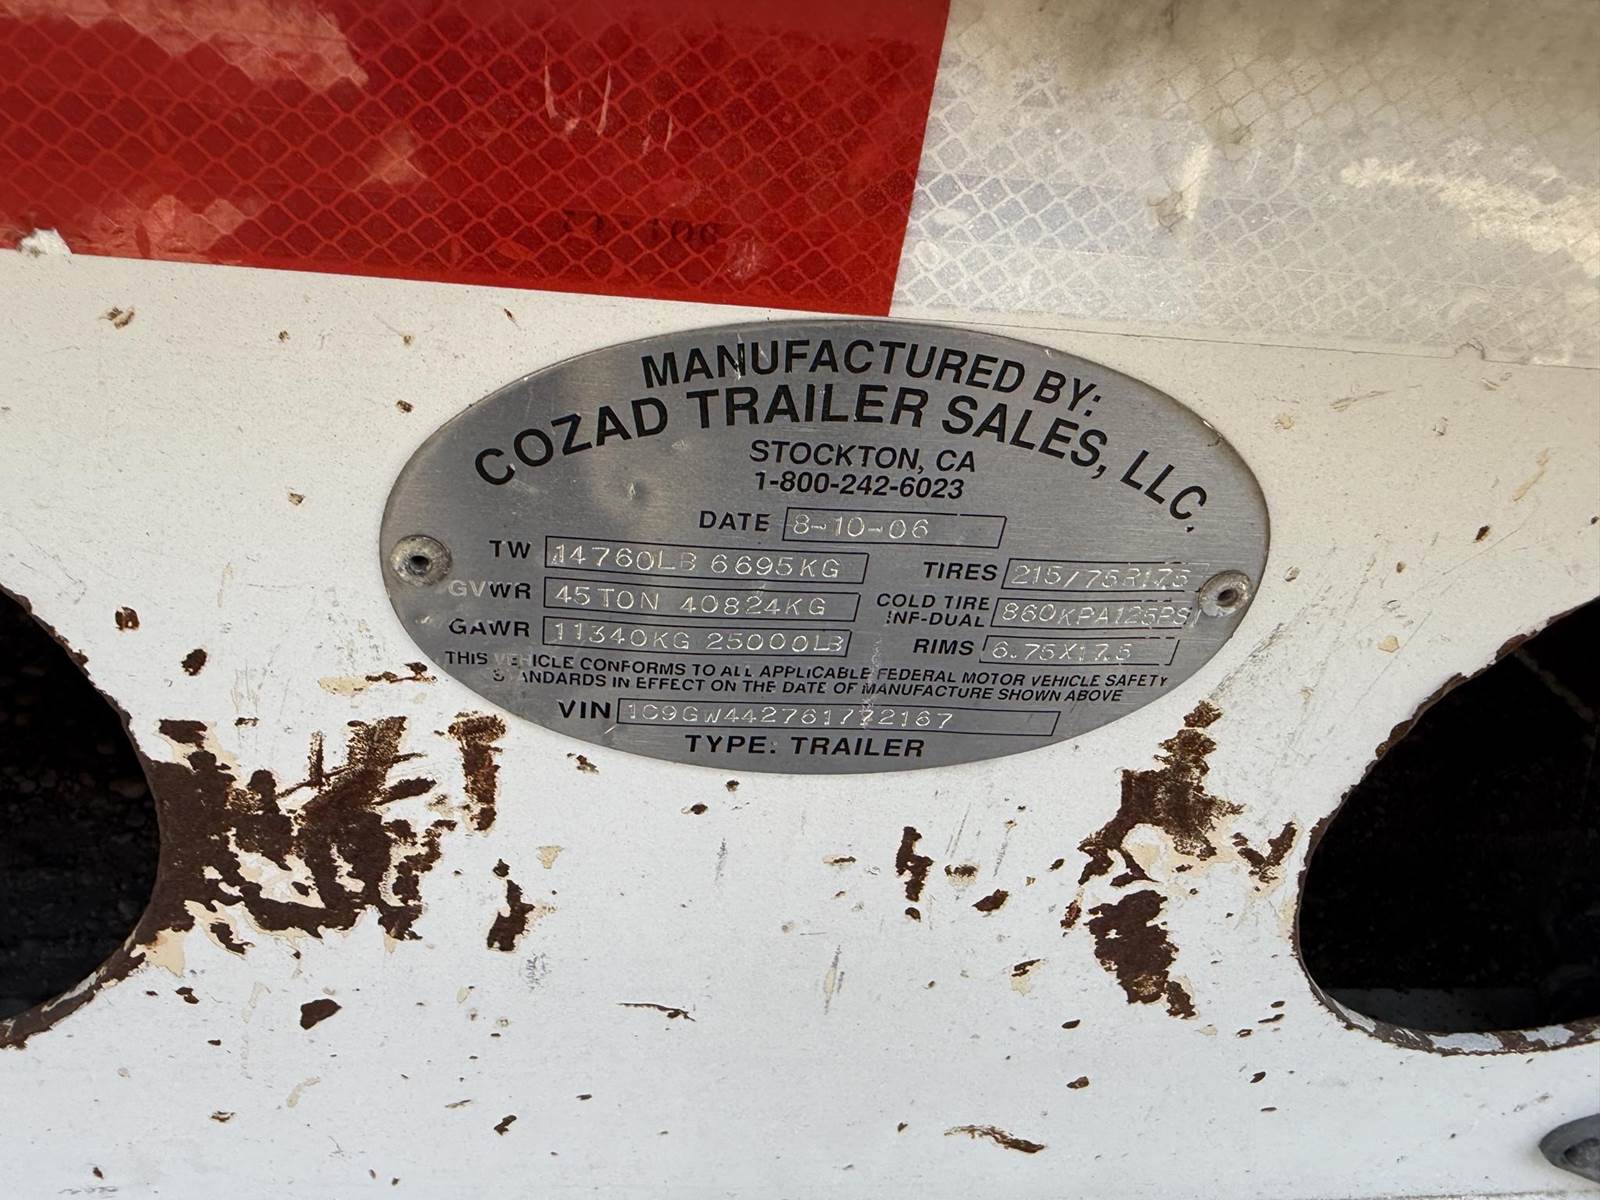 MANUFACTURED BY:
COZAD TRAILER SALES, LLC.
STOCKTON, CA
1-800-242-6023
DATE 8-10-06
TW 14760LB 6695KG
TIRES 215/75R17.5
GVWR 45TON 40824KG
COLD TIRE INF-DUAL 860KPA125PSI
GAWR 11340KG 25000LB
RIMS 6.75X17.5
THIS VEHICLE CONFORMS TO ALL APPLICABLE FEDERAL MOTOR VEHICLE SAFETY
STANDARDS IN EFFECT ON THE DATE OF MANUFACTURE SHOWN ABOVE
VIN
TYPE: TRAILER